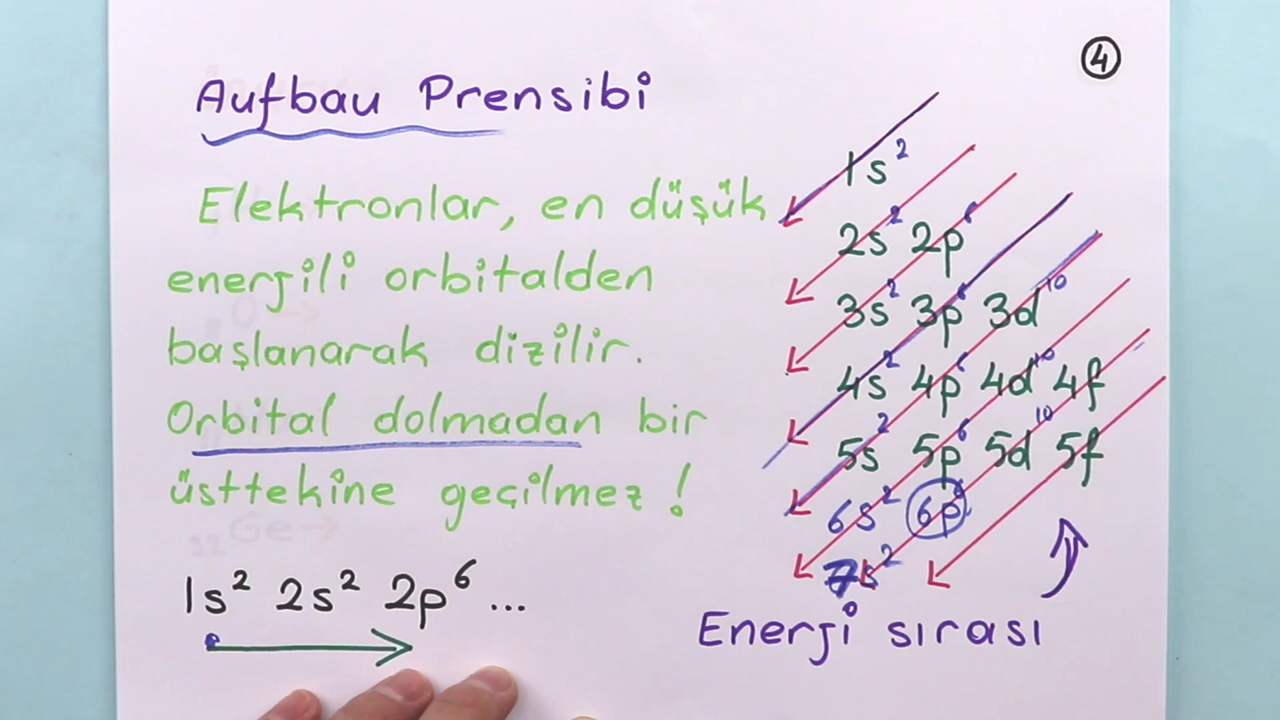 ④
Aufbau Prensibi
Elektronlar, en düşük
enerjili orbitalden
başlanarak dizilir.
Orbital dolmadan bir
üsttekine geçilmez!
1s² 2s² 2p⁶ ...
1s²
2s² 2p⁶
3s² 3p⁶ 3d¹⁰
4s² 4p⁶ 4d¹⁰ 4f
5s² 5p⁶ 5d¹⁰ 5f
6s² 6p⁶
7s²
Enerji sırası